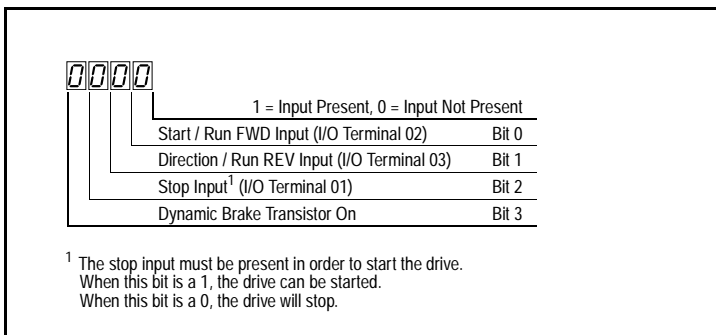 0000
1 = Input Present, 0 = Input Not Present
Start / Run FWD Input (I/O Terminal 02) Bit 0
Direction / Run REV Input (I/O Terminal 03) Bit 1
Stop Input1 (I/O Terminal 01) Bit 2
Dynamic Brake Transistor On Bit 3
1 The stop input must be present in order to start the drive.
When this bit is a 1, the drive can be started.
When this bit is a 0, the drive will stop.